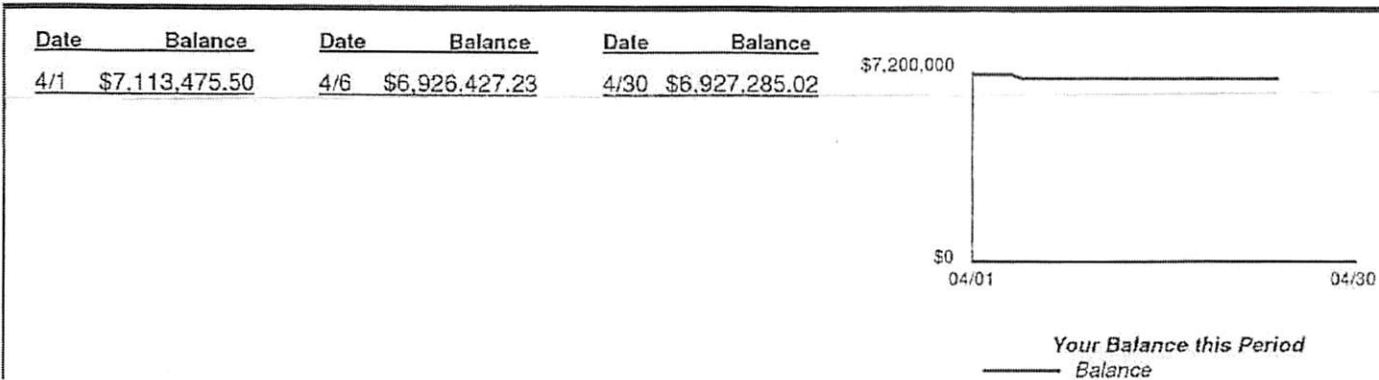 Date Balance Date Balance Date Balance
4/1 $7,113,475.50 4/6 $6,926,427.23 4/30 $6,927,285.02
$7,200,000
$0
04/01 04/30
Your Balance this Period
Balance